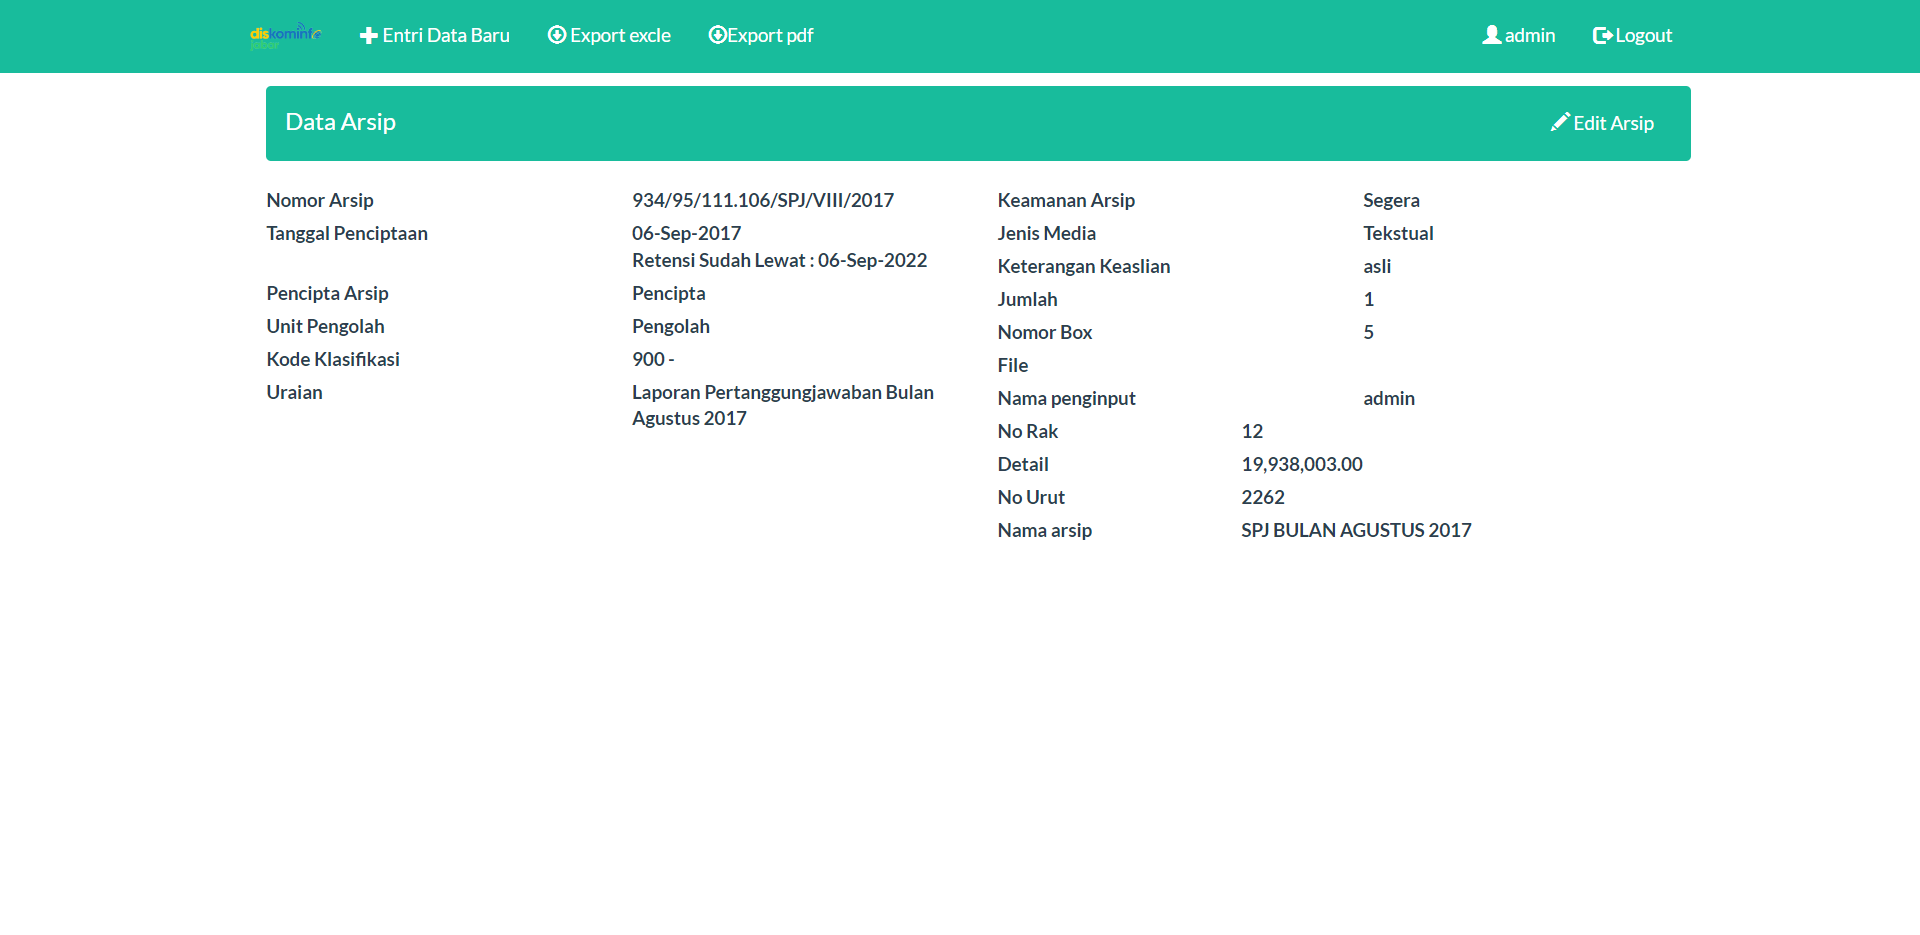 diskominfo
jabar
Entri Data Baru
Export excle
Export pdf
admin
Logout
Data Arsip
Edit Arsip
Nomor Arsip
934/95/111.106/SPJ/VIII/2017
Tanggal Penciptaan
06-Sep-2017
Retensi Sudah Lewat : 06-Sep-2022
Pencipta Arsip
Pencipta
Unit Pengolah
Pengolah
Kode Klasifikasi
900 -
Uraian
Laporan Pertanggungjawaban Bulan
Agustus 2017
Keamanan Arsip
Segera
Jenis Media
Tekstual
Keterangan Keaslian
asli
Jumlah
1
Nomor Box
5
File
Nama penginput
admin
No Rak
12
Detail
19,938,003.00
No Urut
2262
Nama arsip
SPJ BULAN AGUSTUS 2017